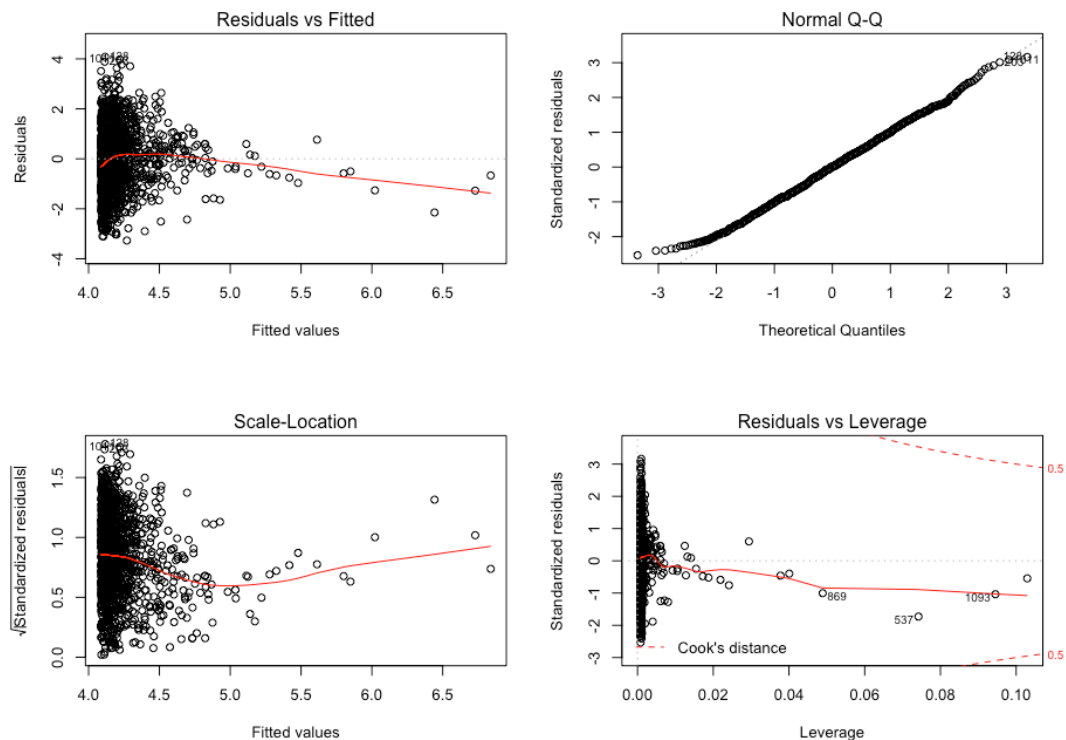 Residuals vs Fitted
Residuals
4
2
0
-2
-4
128
4.0 4.5 5.0 5.5 6.0 6.5
Fitted values
Normal Q-Q
Standardized residuals
3
2
1
0
-1
-2
-3 -2 -1 0 1 2 3
Theoretical Quantiles
Scale-Location
√|Standardized residuals|
1.5
1.0
0.5
0.0
128
4.0 4.5 5.0 5.5 6.0 6.5
Fitted values
Residuals vs Leverage
Standardized residuals
3
2
1
0
-1
-2
-3
0.5
869
1093
537
Cook's distance
0.5
0.00 0.02 0.04 0.06 0.08 0.10
Leverage